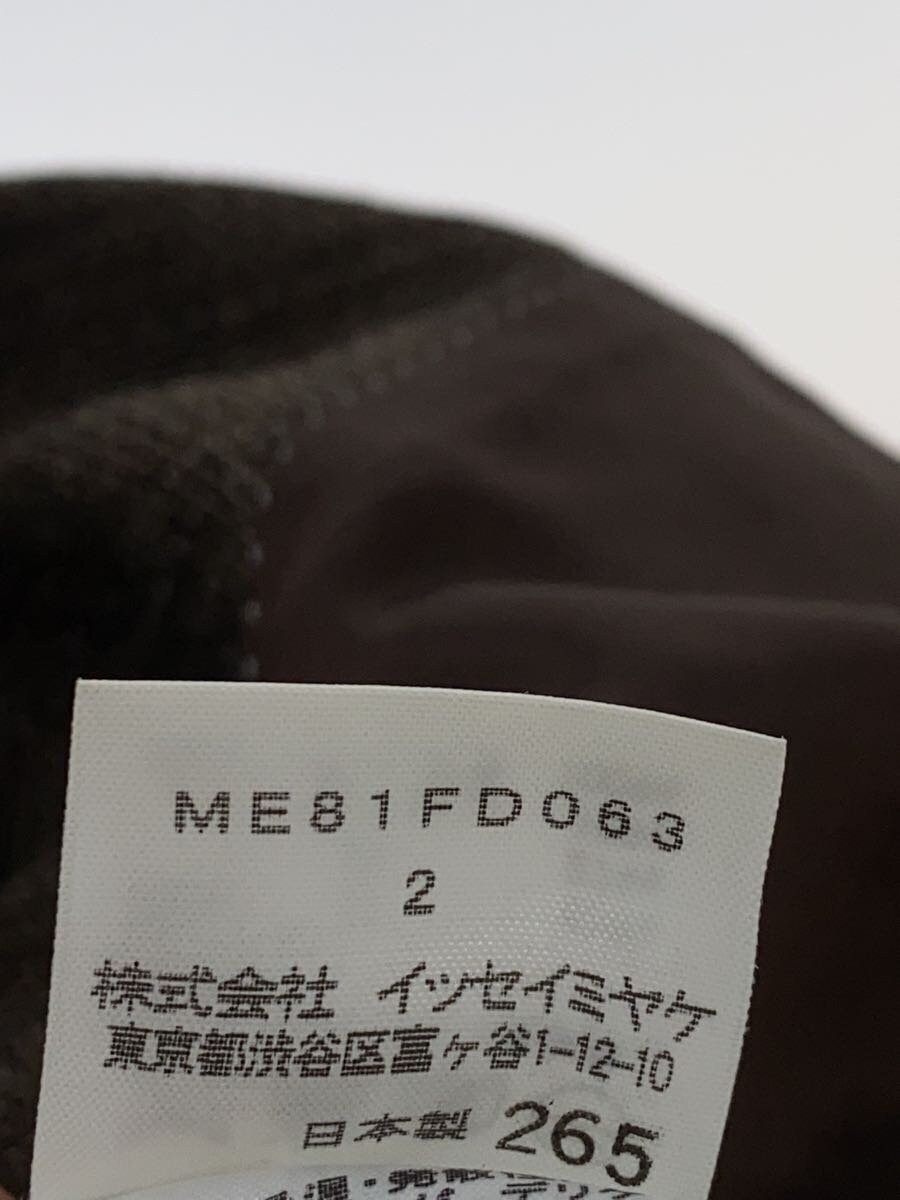 ME81FD063
2
株式会社 イッセイミヤケ
東京都渋谷区富ヶ谷1-12-10
日本製 265